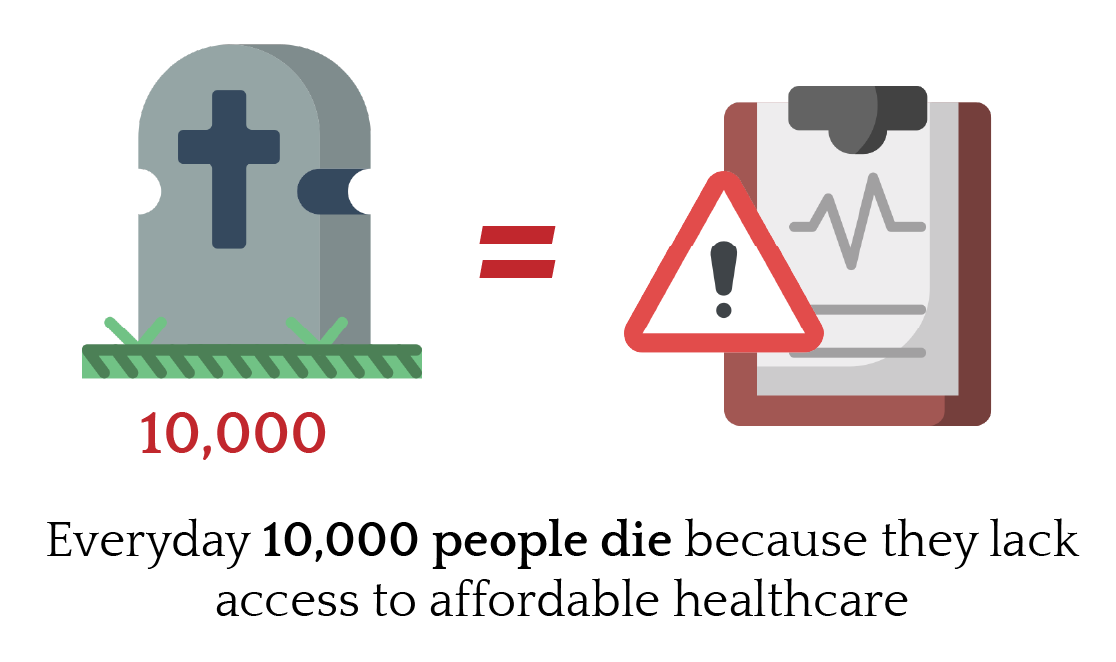 10,000
Everyday 10,000 people die because they lack
access to affordable healthcare